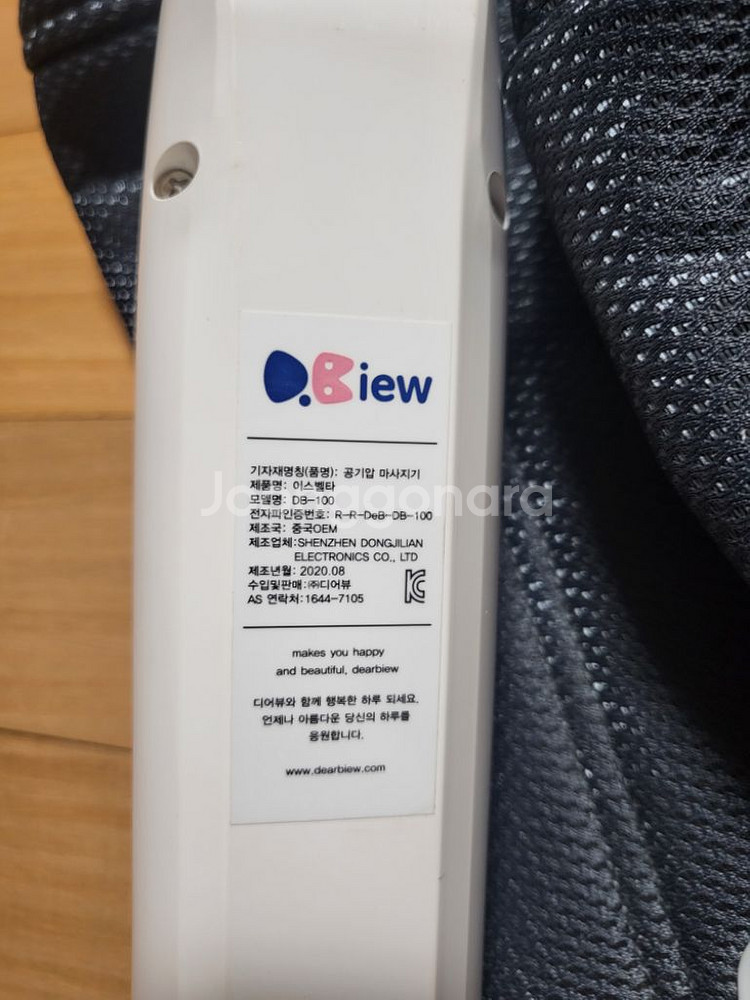 D.Biew
기자재명칭(품명): 공기압 마사지기
제품명: 이스벨타
모델명: DB-100
전자파인증번호: R-R-DeB-DB-100
제조국: 중국OEM
제조업체:SHENZHEN DONGJILIAN
ELECTRONICS CO., LTD
제조년월: 2020.08
수입및판매:㈜디어뷰
AS 연락처:1644-7105
makes you happy
and beautiful, dearbiew
디어뷰와 함께 행복한 하루 되세요.
언제나 아름다운 당신의 하루를
응원합니다.
www.dearbiew.com
Joonggonara